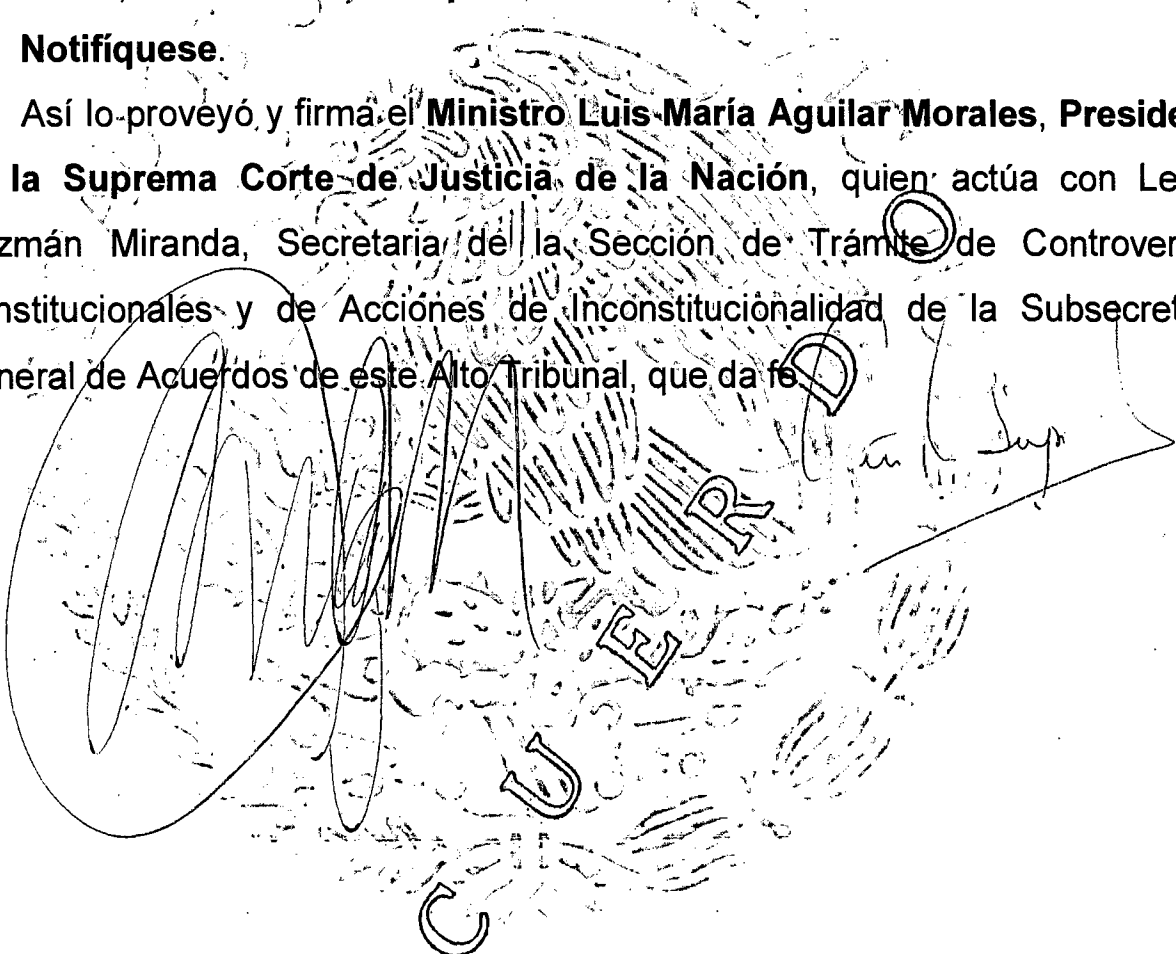 Notifíquese.
Así lo proveyó y firma el Ministro Luis María Aguilar Morales, Preside
la Suprema Corte de Justicia de la Nación, quien actúa con Le
zmán Miranda, Secretaria de la Sección de Trámite de Controver
nstitucionales y de Acciones de Inconstitucionalidad de la Subsecret
neral de Acuerdos de este Alto Tribunal, que da fe.
CUERDO